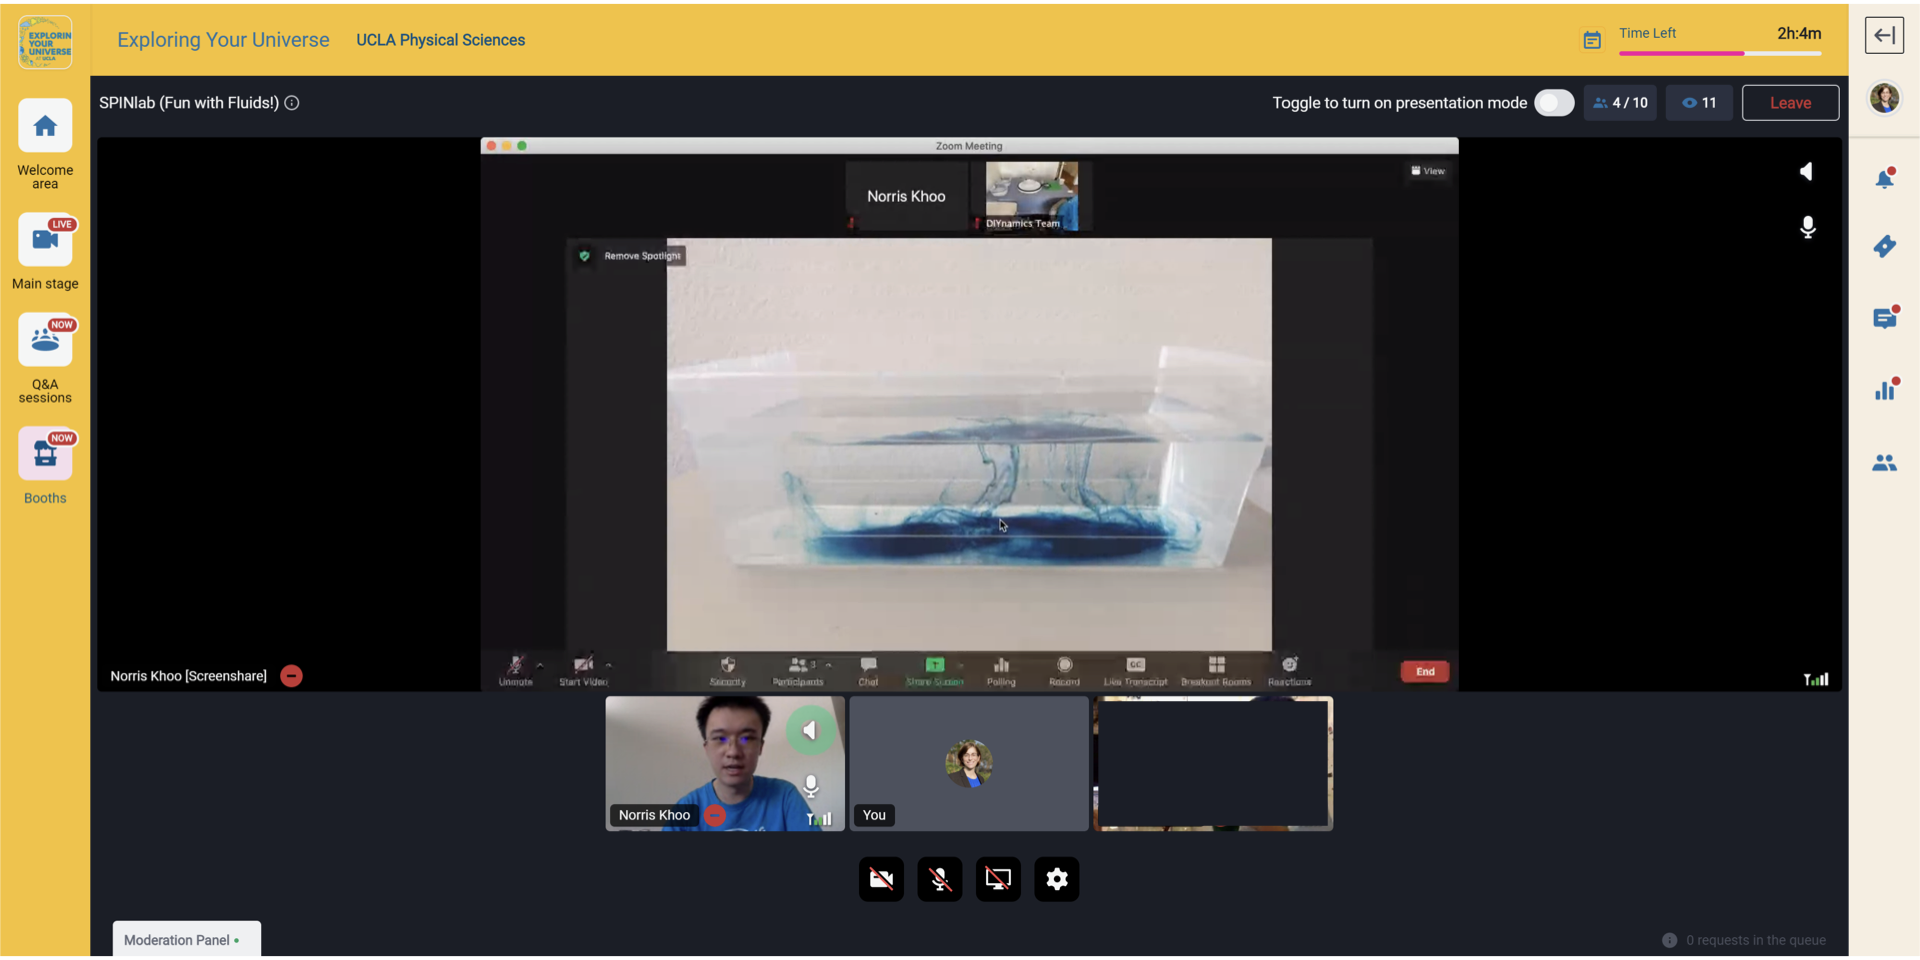 EXPLORIN
YOUR
UNIVERSE
AT UCLA
Exploring Your Universe
UCLA Physical Sciences
Time Left
2h:4m
SPINlab (Fun with Fluids!)
Toggle to turn on presentation mode
4 / 10
11
Leave
Welcome
area
LIVE
Main stage
NOW
Q&A
sessions
NOW
Booths
Zoom Meeting
Norris Khoo
DIYnamics Team
View
Remove Spotlight
Norris Khoo [Screenshare]
Unmute
Start Video
Security
Participants
3
Chat
Share Screen
Polling
Record
CC
Live Transcript
Breakout Rooms
Reactions
End
Norris Khoo
You
Moderation Panel
0 requests in the queue